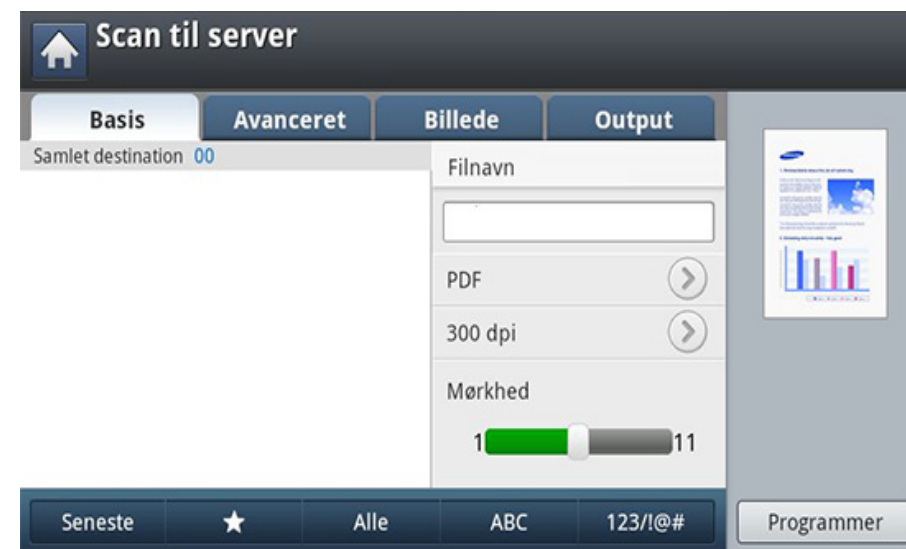 Scan til server
Basis
Avanceret
Billede
Output
Samlet destination 00
Filnavn
PDF
300 dpi
Mørkhed
1
11
Seneste
★
Alle
ABC
123/!@#
Programmer